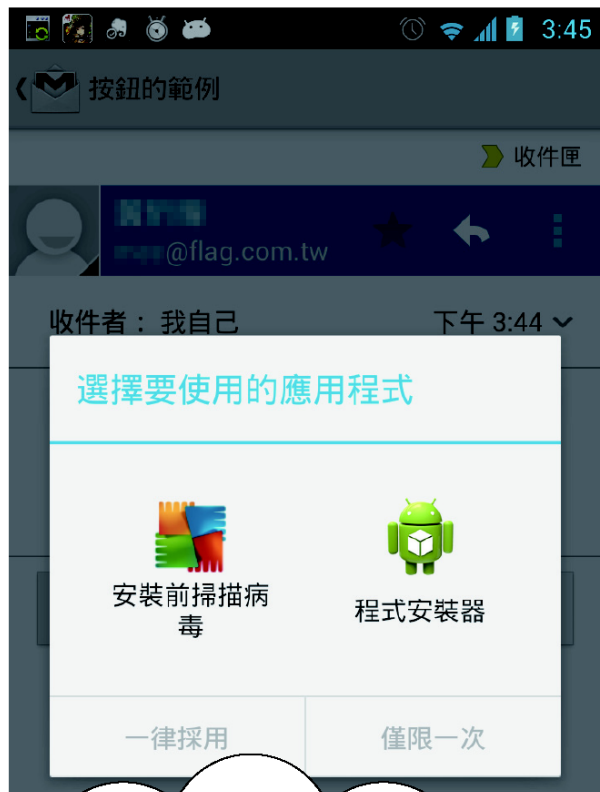 3:45
按鈕的範例
收件匣
@flag.com.tw
收件者： 我自己
下午 3:44
選擇要使用的應用程式
安裝前掃描病
毒
程式安裝器
一律採用
僅限一次